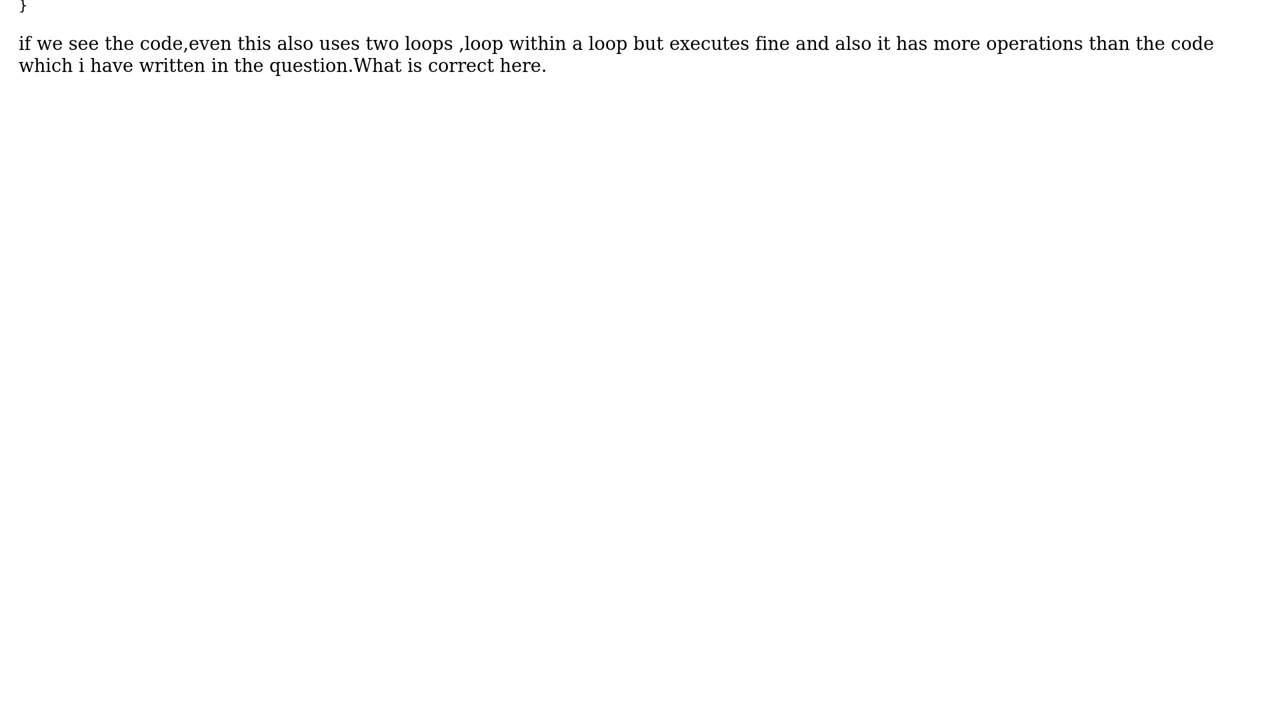 }
if we see the code,even this also uses two loops ,loop within a loop but executes fine and also it has more operations than the code
which i have written in the question.What is correct here.